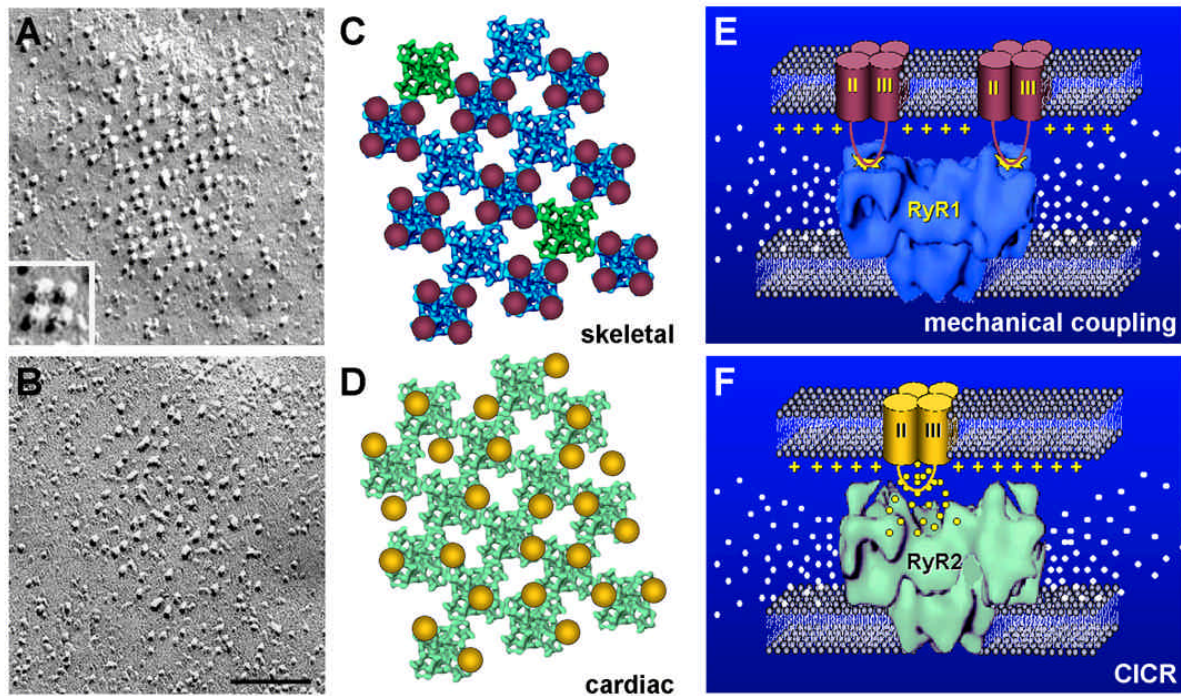 A
B
C
skeletal
D
cardiac
E
II III
II III
+ + + + + + + + + + + +
RyR1
mechanical coupling
F
II III
+ + + + + + + + + + +
RyR2
CICR